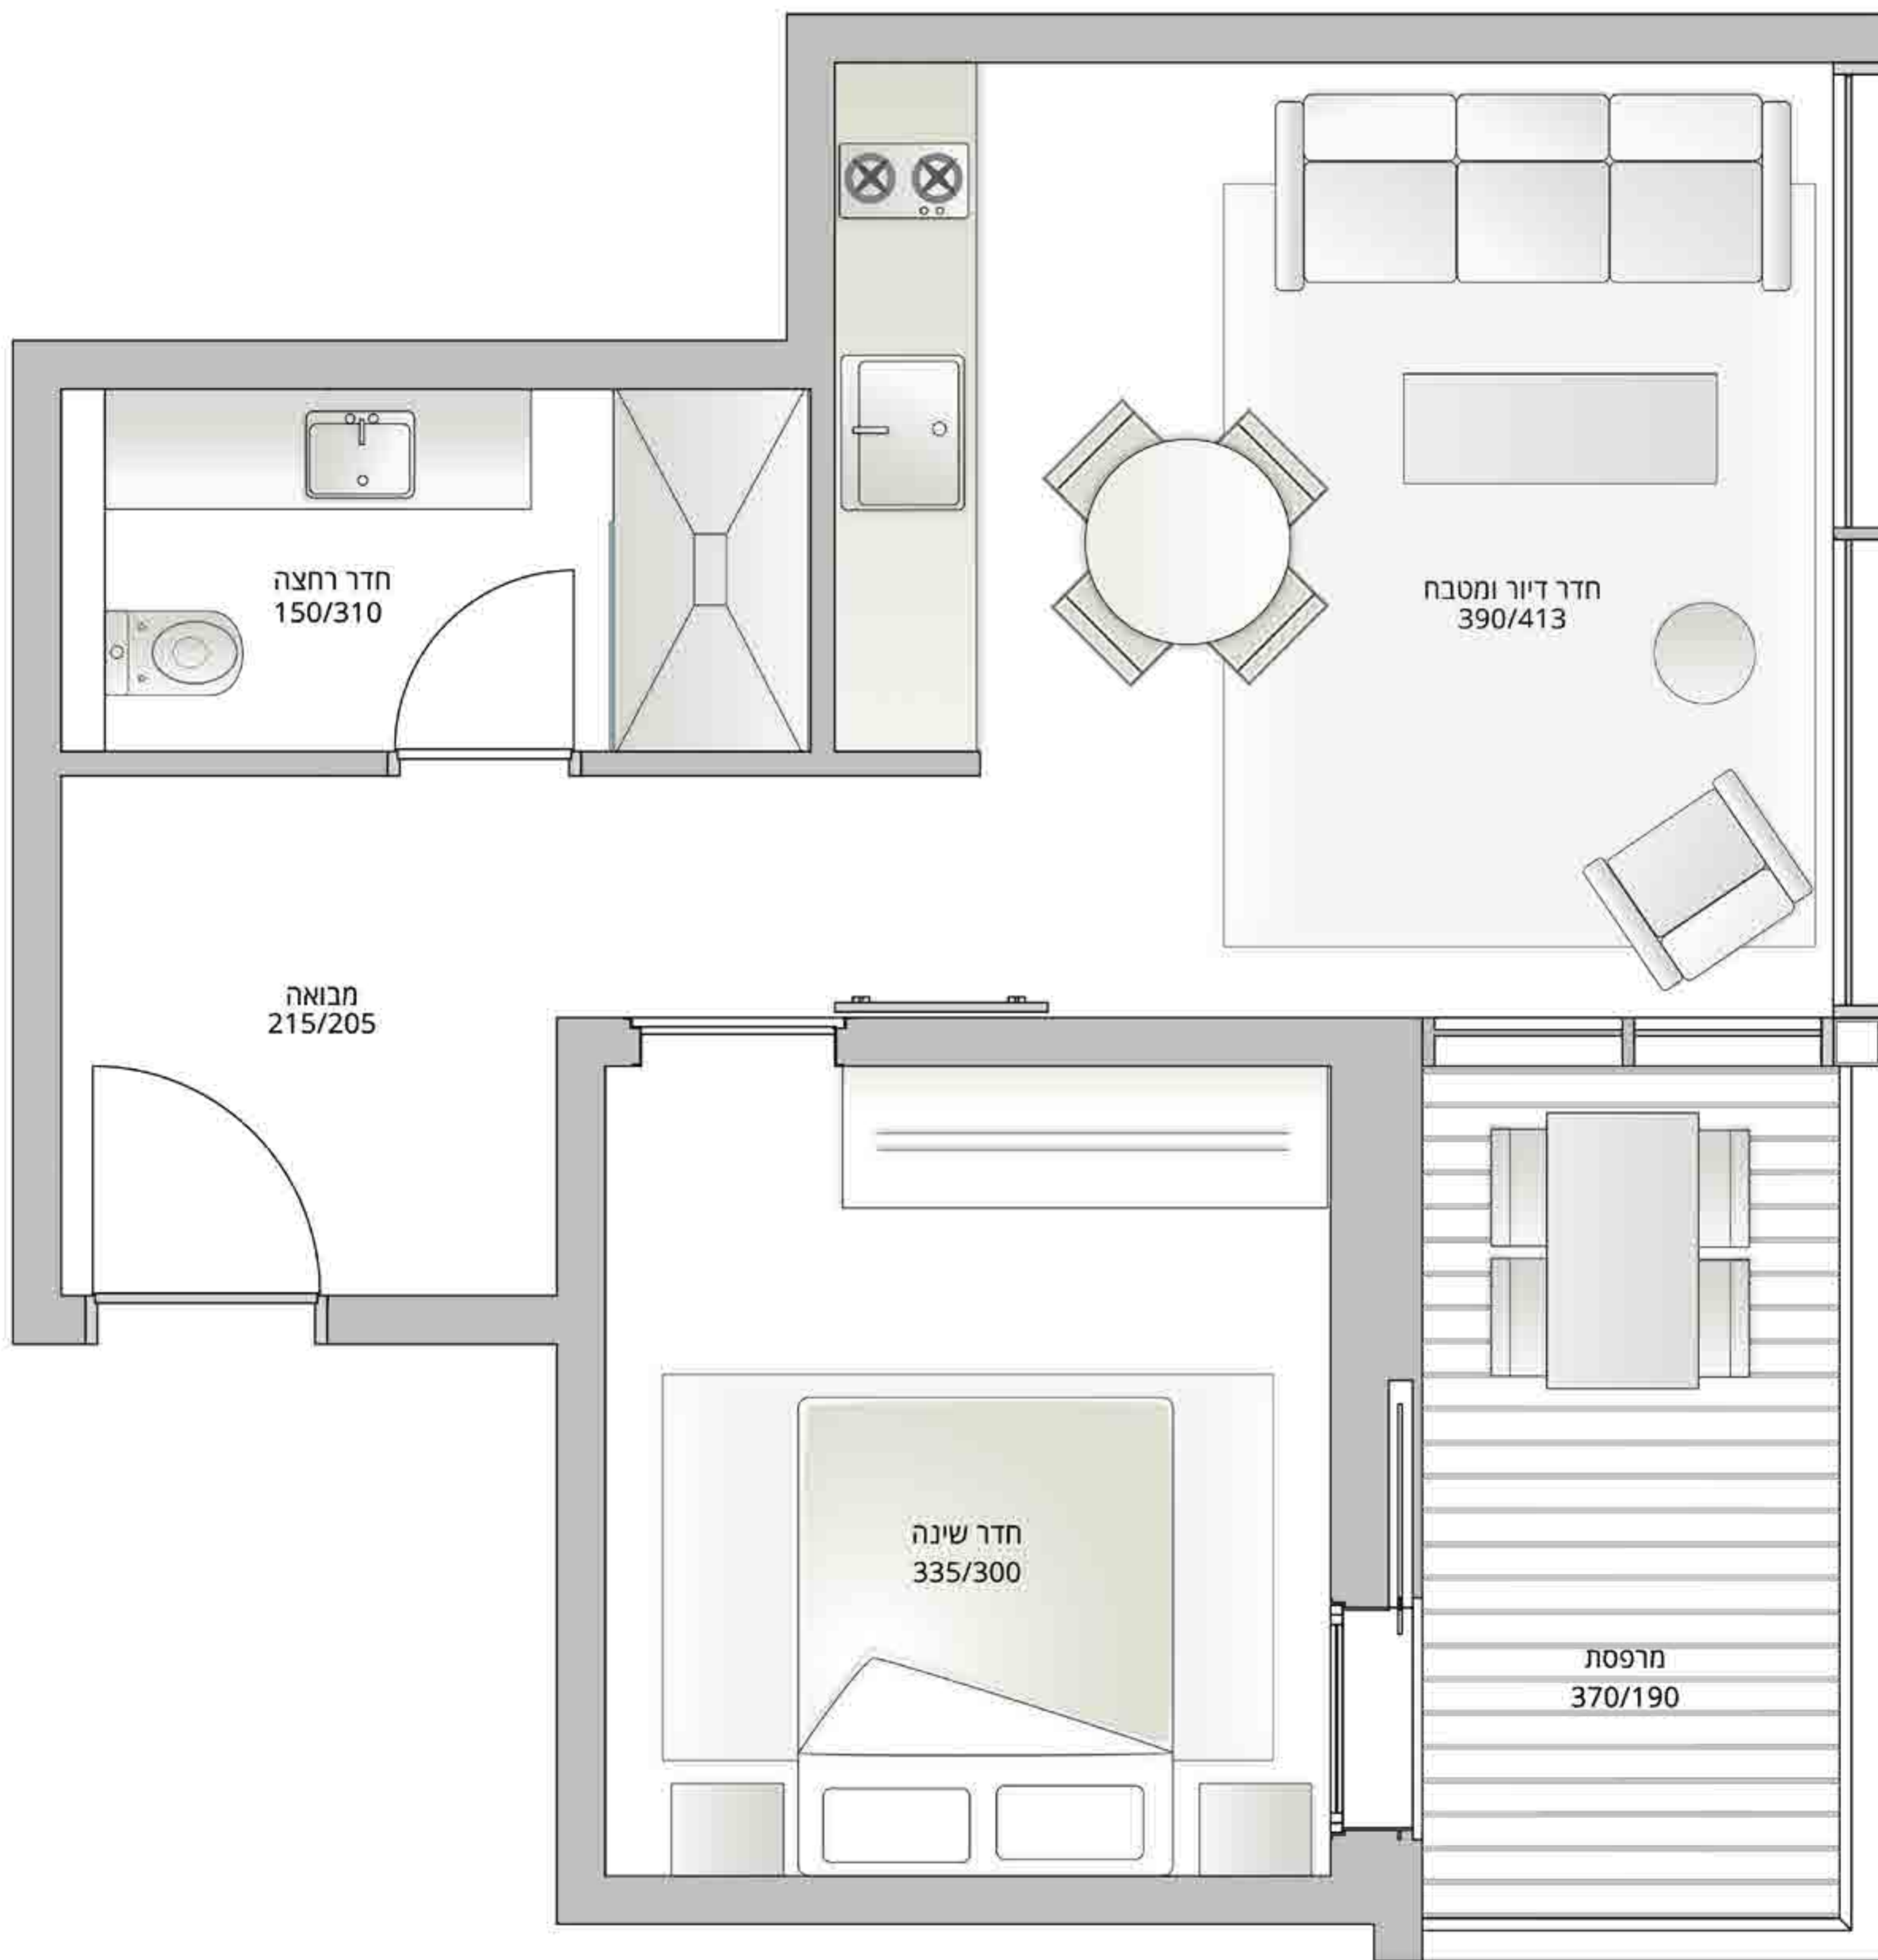 חדר רחצה
150/310
חדר דיור ומטבח
390/413
מבואה
215/205
חדר שינה
335/300
מרפסת
370/190